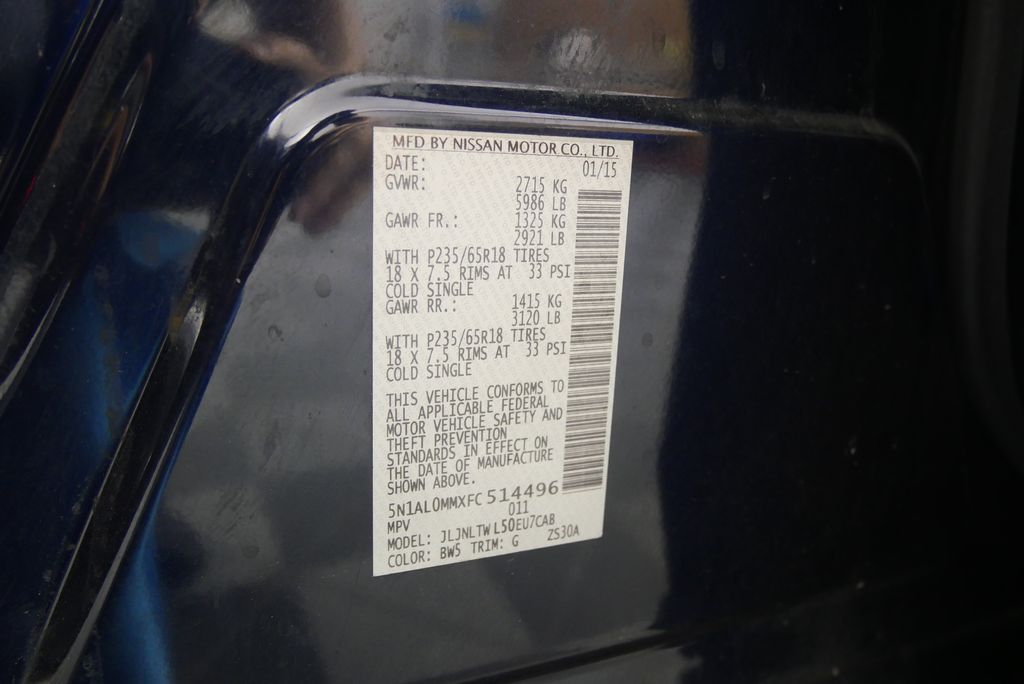 MFD BY NISSAN MOTOR CO., LTD.
DATE: 01/15
GVWR: 2715 KG
5986 LB
GAWR FR.: 1325 KG
2921 LB
WITH P235/65R18 TIRES
18 X 7.5 RIMS AT 33 PSI
COLD SINGLE
GAWR RR.: 1415 KG
3120 LB
WITH P235/65R18 TIRES
18 X 7.5 RIMS AT 33 PSI
COLD SINGLE
THIS VEHICLE CONFORMS TO
ALL APPLICABLE FEDERAL
MOTOR VEHICLE SAFETY AND
THEFT PREVENTION
STANDARDS IN EFFECT ON
THE DATE OF MANUFACTURE
SHOWN ABOVE.
5N1AL0MMXFC514496
MPV 011
MODEL: JLJNLTWL50EU7CAB
COLOR: BW5 TRIM: G ZS30A